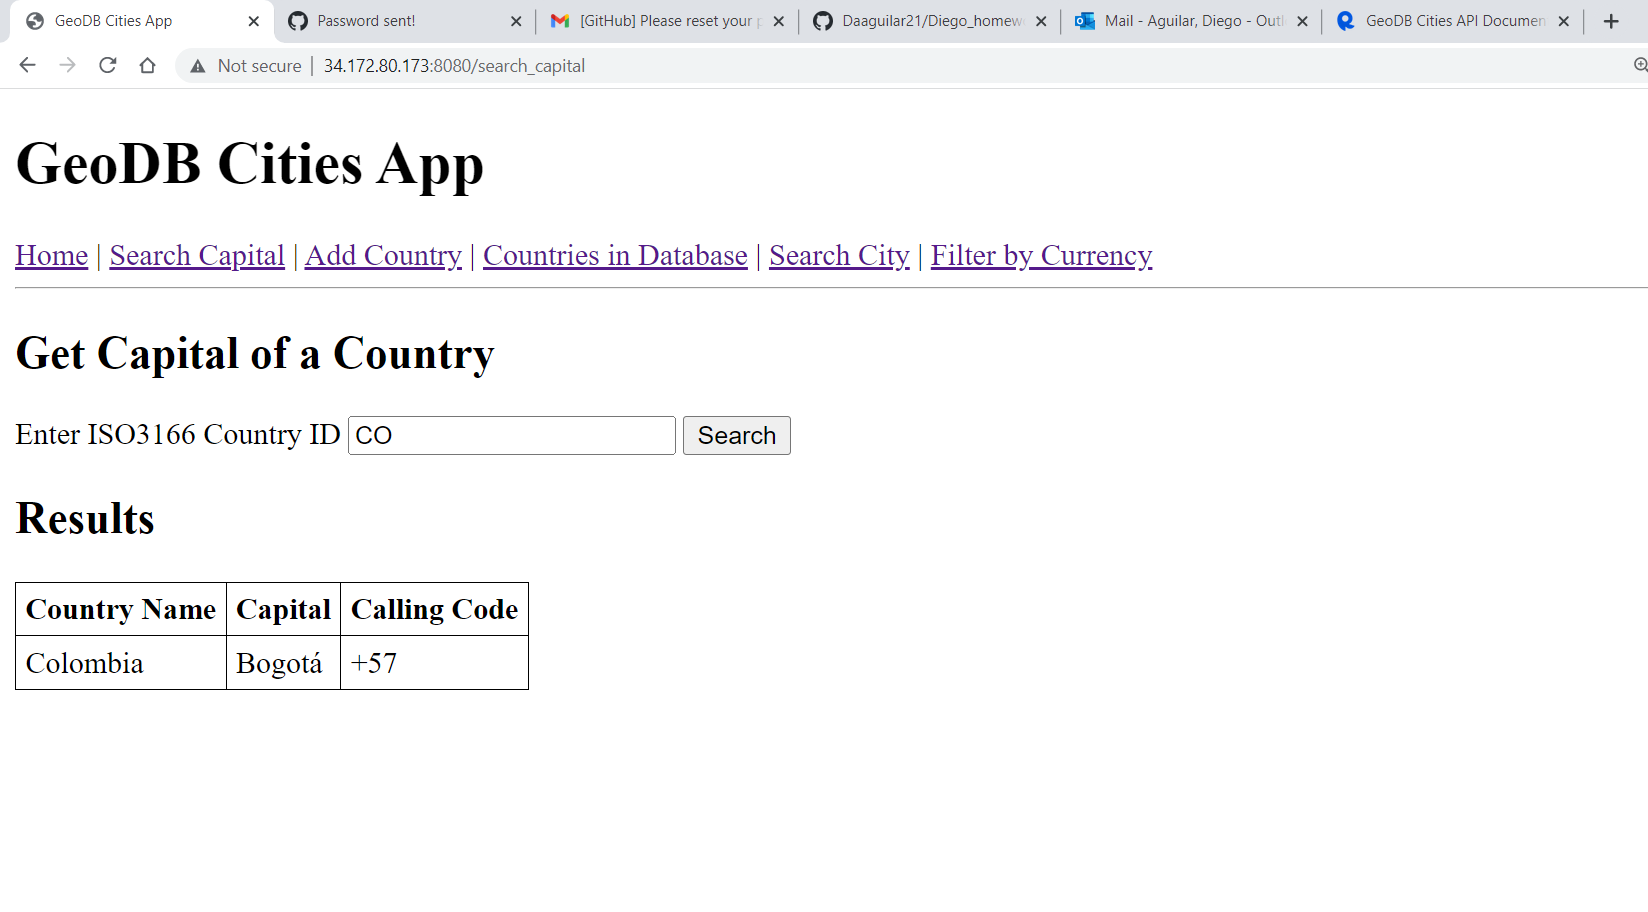 GeoDB Cities App
Password sent!
[GitHub] Please reset your p
Daaguilar21/Diego_homew
Mail - Aguilar, Diego - Outl
GeoDB Cities API Documen
Not secure | 34.172.80.173:8080/search_capital
GeoDB Cities App
Home | Search Capital | Add Country | Countries in Database | Search City | Filter by Currency
Get Capital of a Country
Enter ISO3166 Country ID CO Search
Results
Country Name Capital Calling Code
Colombia Bogotá +57